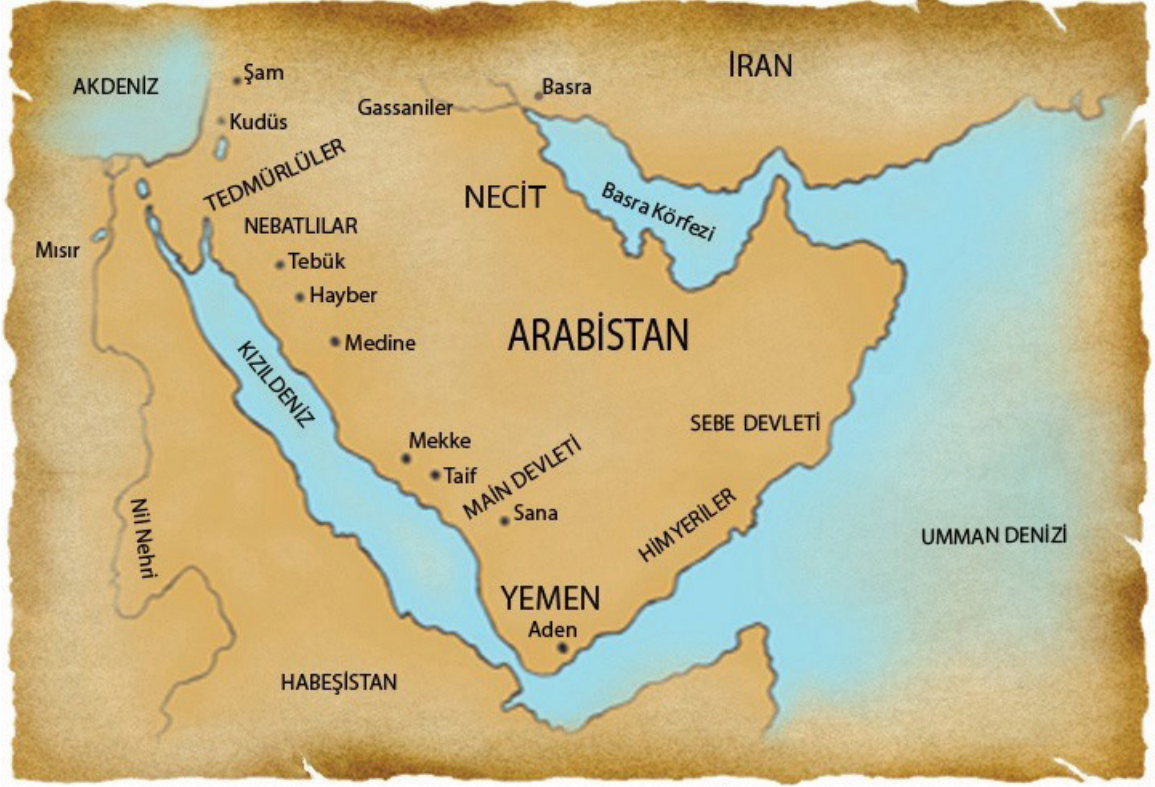 İRAN
Şam
AKDENİZ
Basra
Gassaniler
Kudüs
TEDMÜRLÜLER
NECİT
Basra Körfezi
NEBATLILAR
Mısır
Tebük
Hayber
ARABİSTAN
Medine
KIZILDENİZ
SEBE DEVLETİ
Mekke
Taif
MAİN DEVLETİ
Sana
HİMYERİLER
Nil Nehri
UMMAN DENİZİ
YEMEN
Aden
HABEŞİSTAN